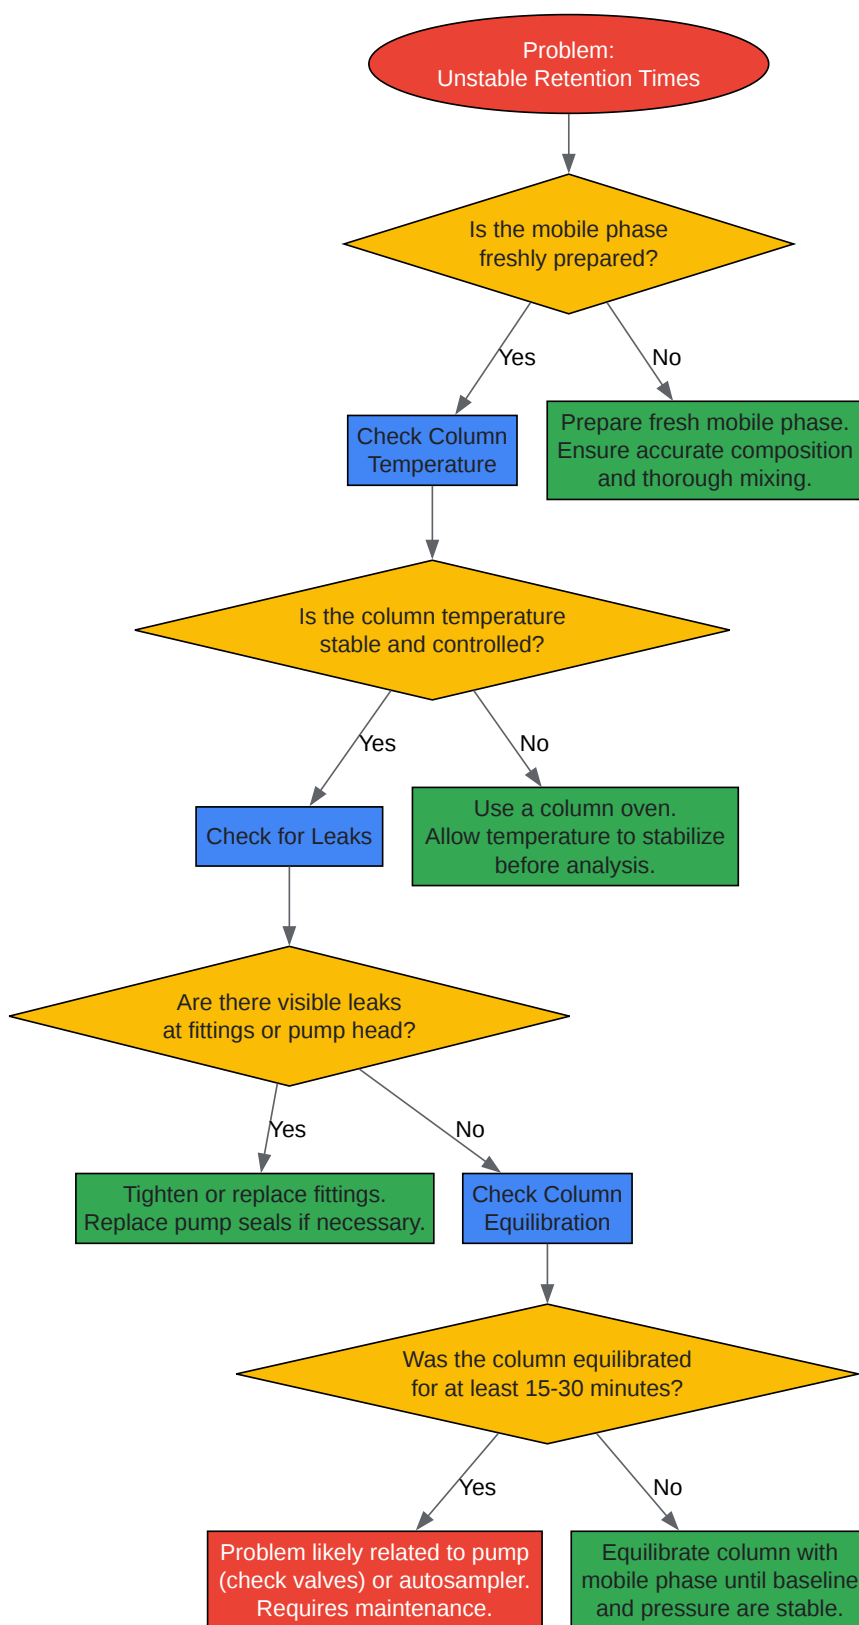 Problem:
Unstable Retention Times
Is the mobile phase
freshly prepared?
Yes
No
Check Column
Temperature
Prepare fresh mobile phase.
Ensure accurate composition
and thorough mixing.
Is the column temperature
stable and controlled?
Yes
No
Check for Leaks
Use a column oven.
Allow temperature to stabilize
before analysis.
Are there visible leaks
at fittings or pump head?
Yes
No
Tighten or replace fittings.
Replace pump seals if necessary.
Check Column
Equilibration
Was the column equilibrated
for at least 15-30 minutes?
Yes
No
Problem likely related to pump
(check valves) or autosampler.
Requires maintenance.
Equilibrate column with
mobile phase until baseline
and pressure are stable.